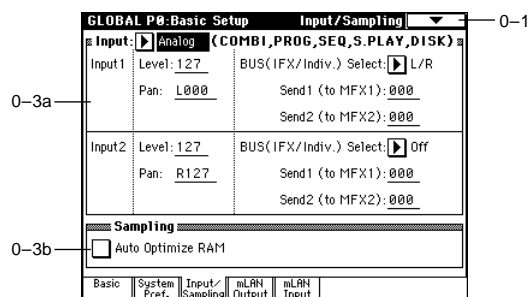 GLOBAL P0:Basic Setup Input/Sampling
0–1
Input: Analog (COMBI,PROG,SEQ,S.PLAY,DISK)
Input1 Level: 127 BUS(IFX/Indiv.) Select: L/R
Pan: L000 Send1 (to MFX1): 000
0–3a
Send2 (to MFX2): 000
Input2 Level: 127 BUS(IFX/Indiv.) Select: Off
Pan: R127 Send1 (to MFX1): 000
Send2 (to MFX2): 000
Sampling
0–3b
Auto Optimize RAM
Basic System Pref. Input/Sampling mLAN Output mLAN Input